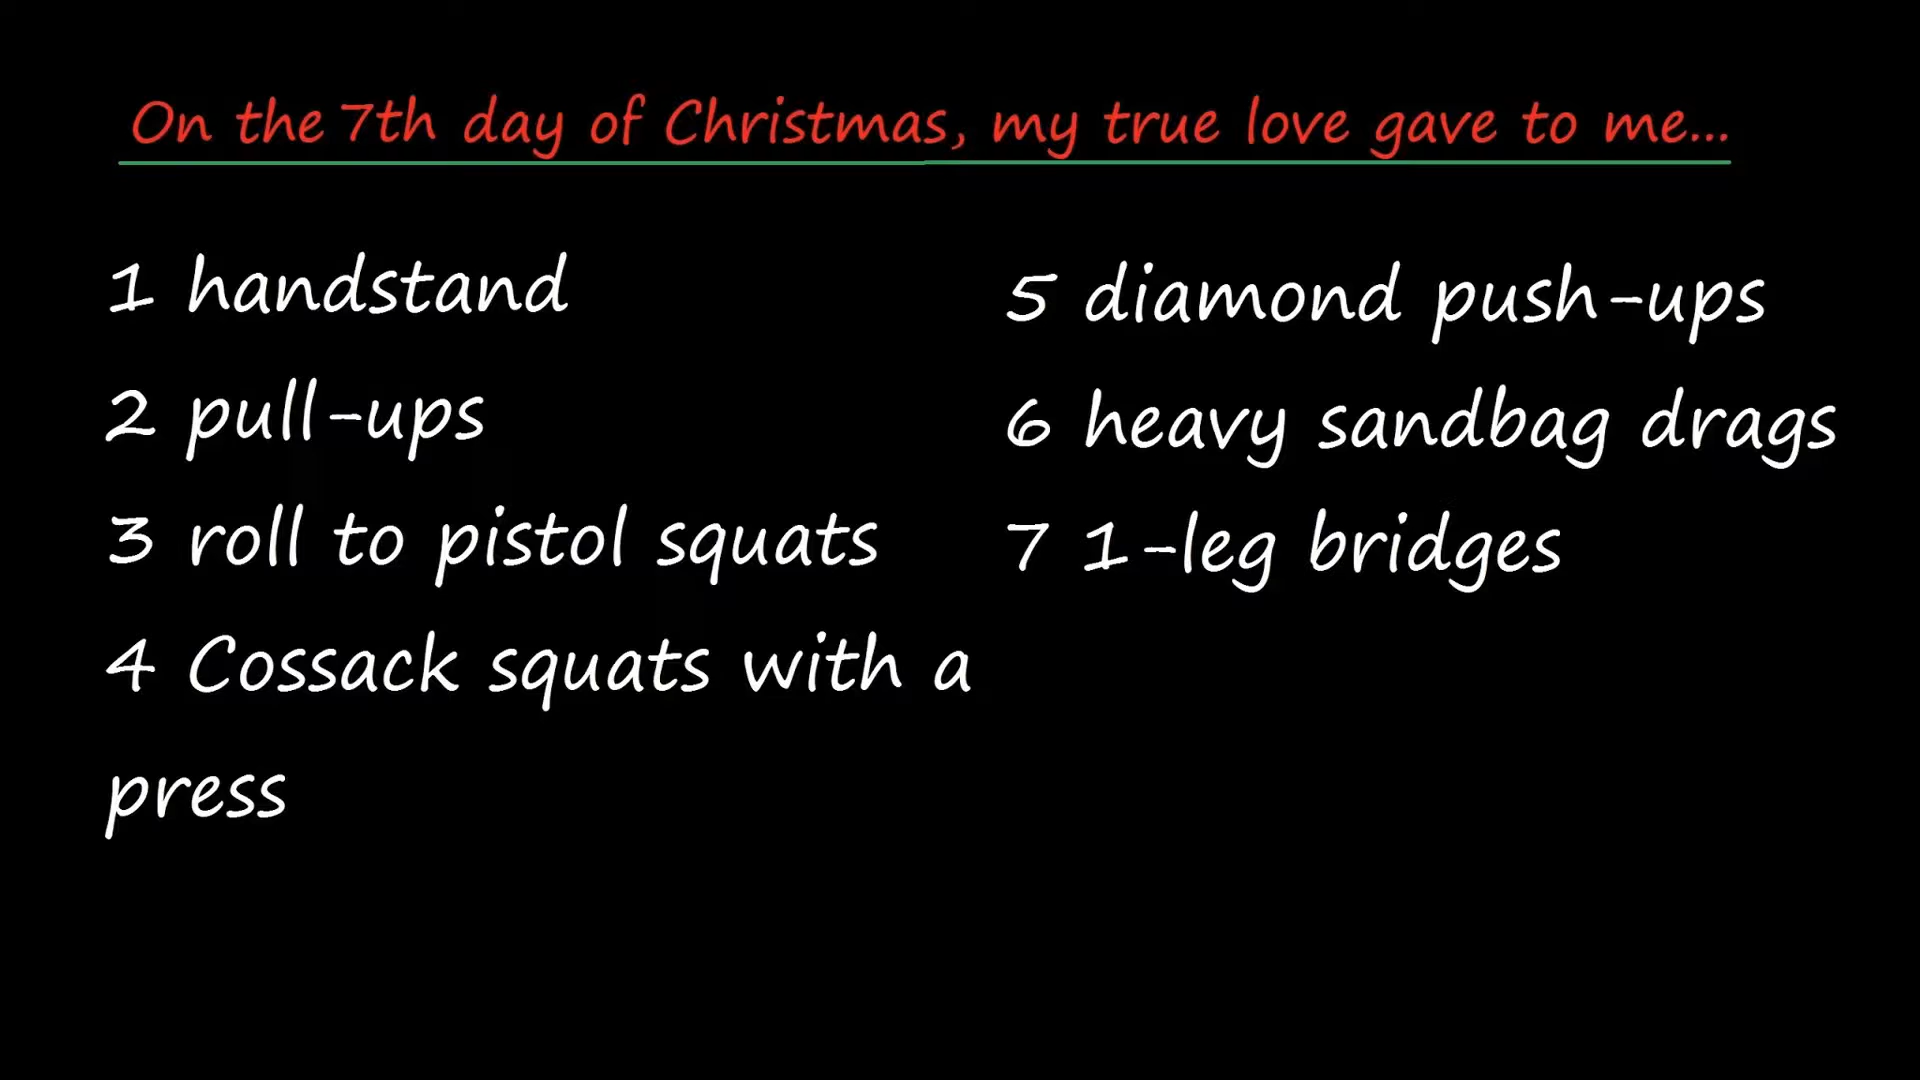 On the 7th day of Christmas, my true love gave to me...
1 handstand
2 pull-ups
3 roll to pistol squats
4 Cossack squats with a
press
5 diamond push-ups
6 heavy sandbag drags
7 1-leg bridges